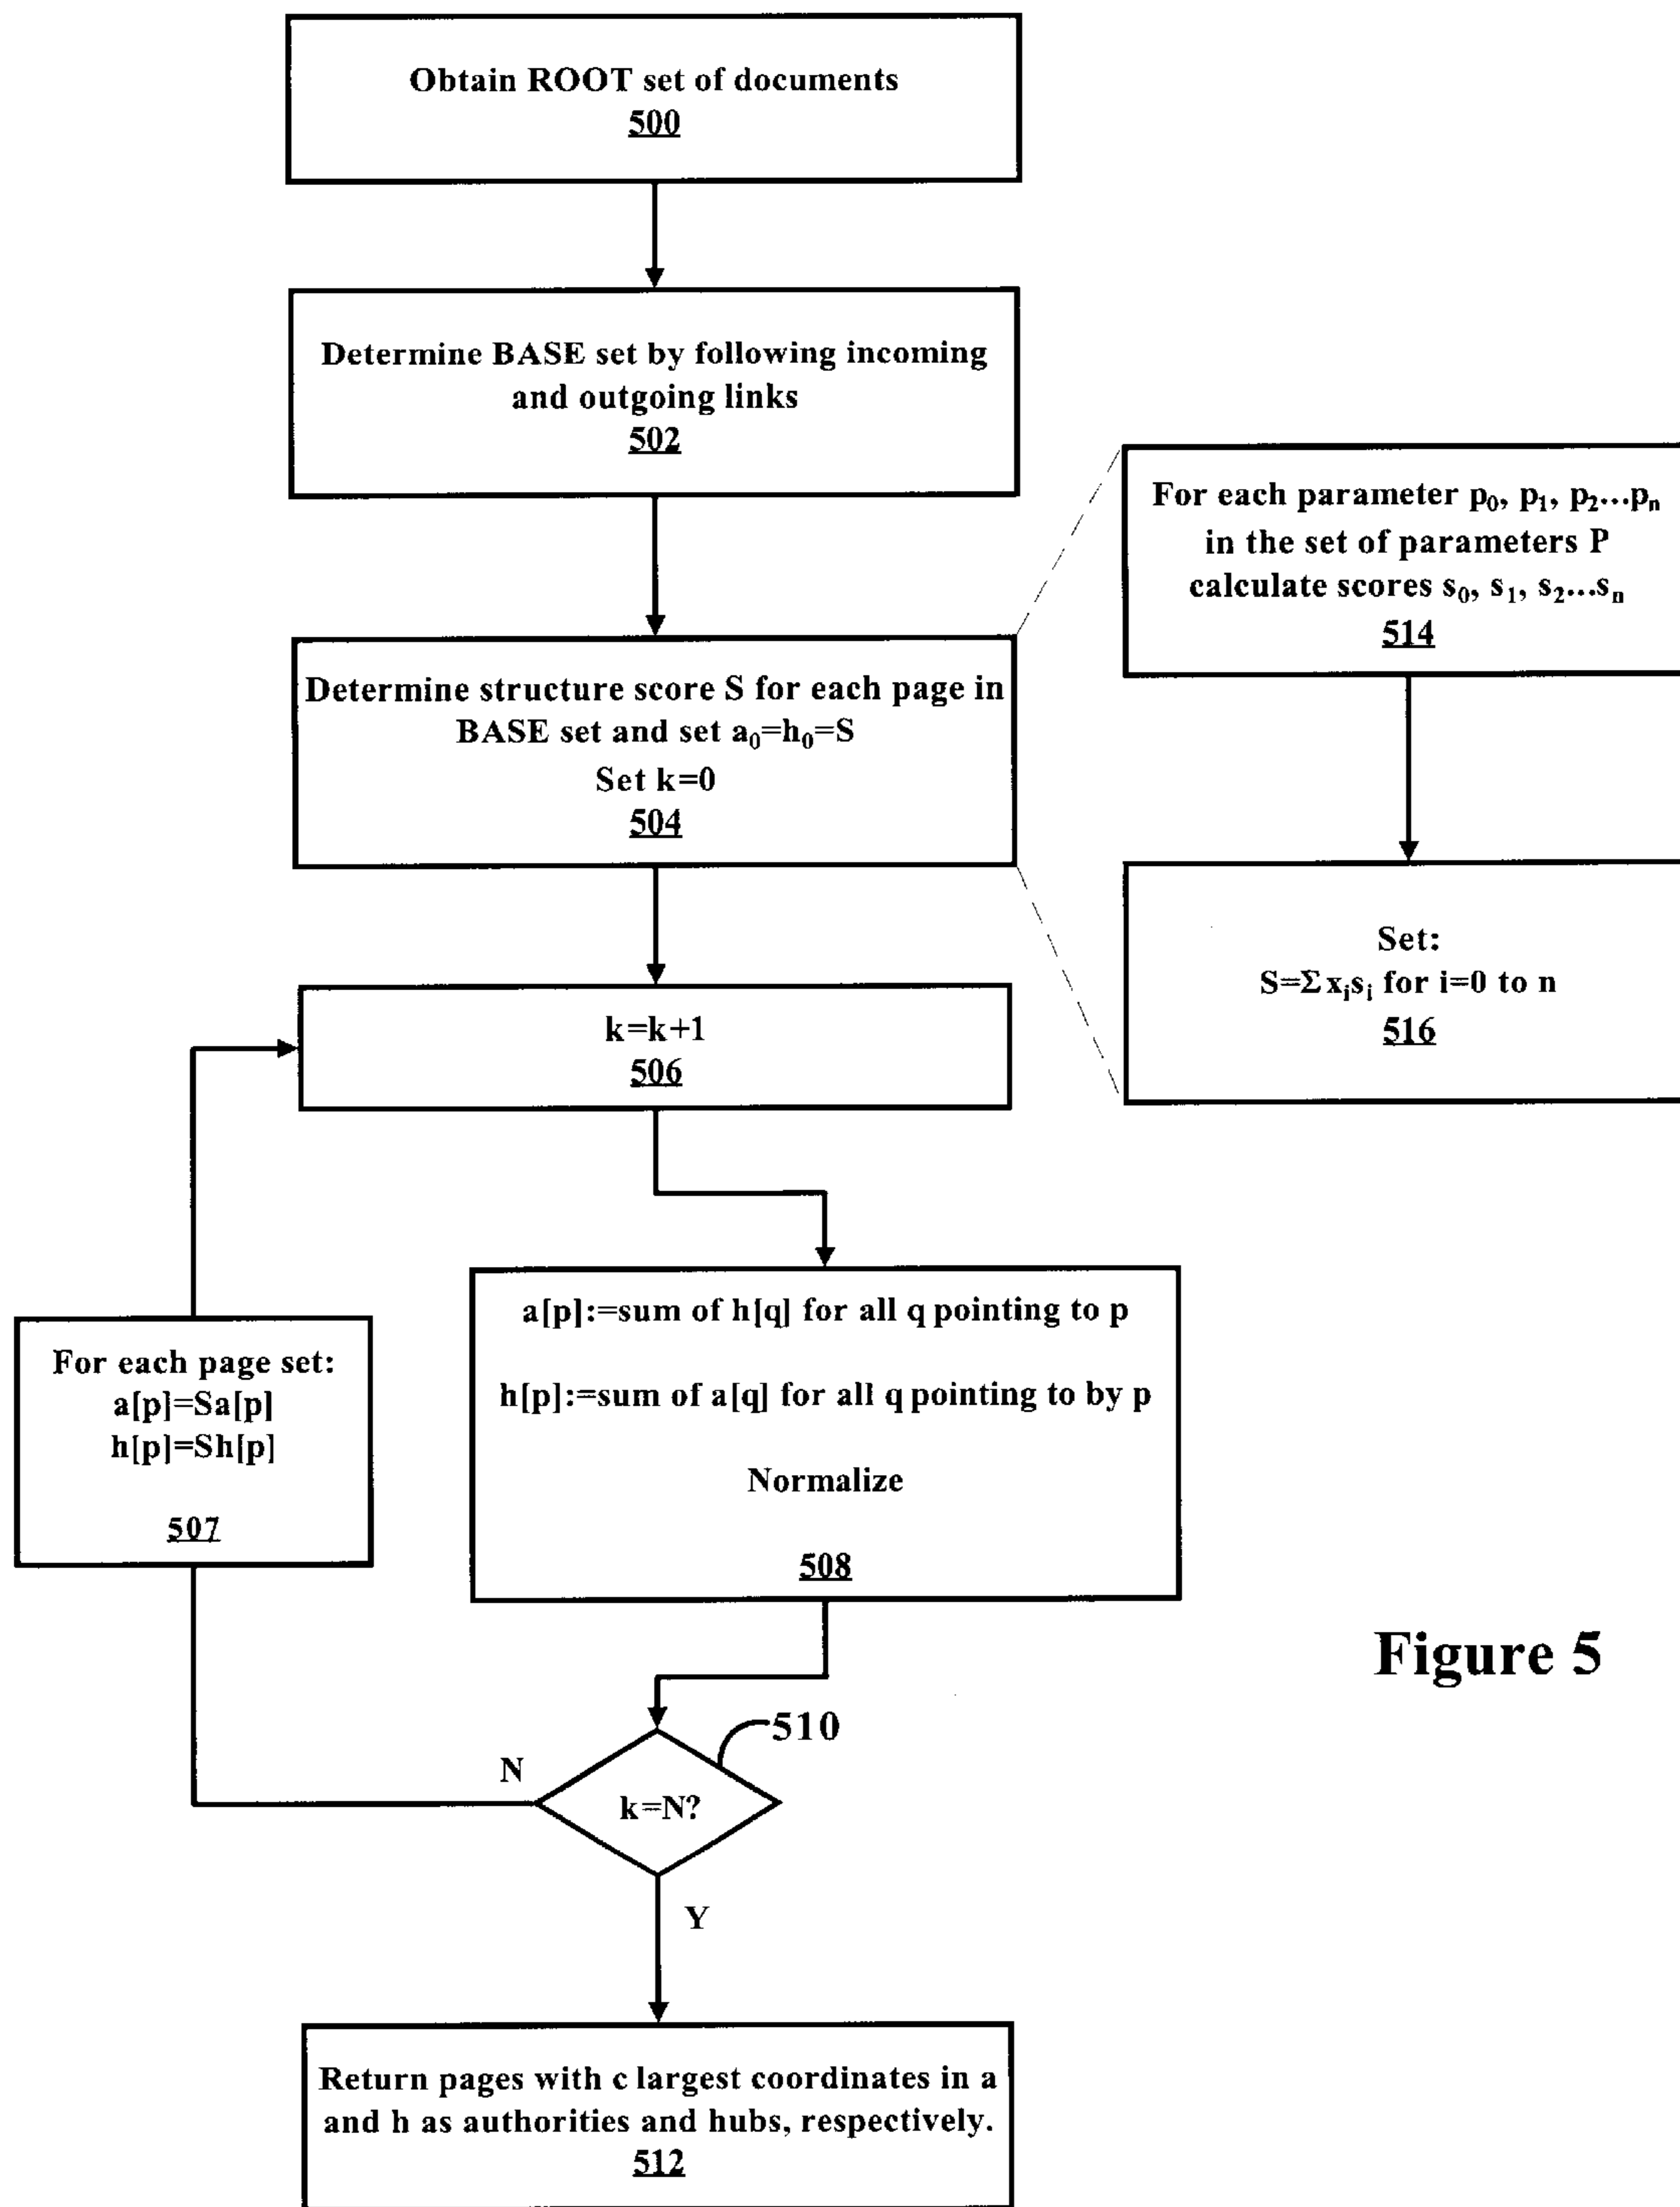 Obtain ROOT set of documents
500
Determine BASE set by following incoming
and outgoing links
502
For each parameter p₀, p₁, p₂...pₙ
in the set of parameters P
calculate scores s₀, s₁, s₂...sₙ
514
Determine structure score S for each page in
BASE set and set a₀=h₀=S
Set k=0
504
Set:
S=Σxᵢsᵢ for i=0 to n
516
k=k+1
506
a[p]:=sum of h[q] for all q pointing to p
h[p]:=sum of a[q] for all q pointing to by p
Normalize
508
For each page set:
a[p]=Sa[p]
h[p]=Sh[p]
507
Figure 5
510
N
k=N?
Y
Return pages with c largest coordinates in a
and h as authorities and hubs, respectively.
512